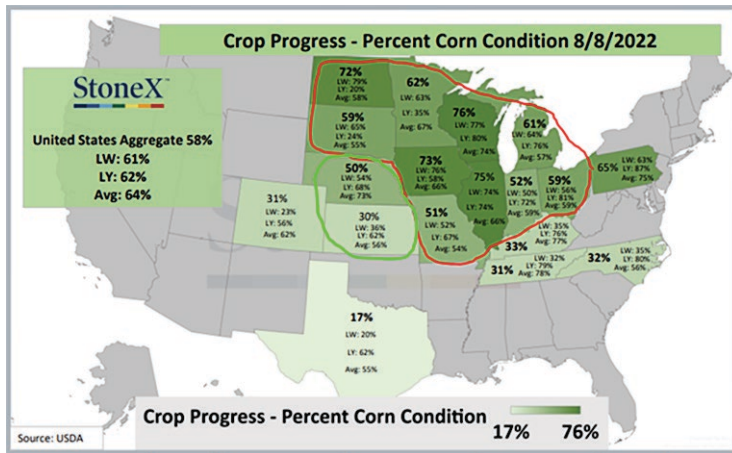 Crop Progress - Percent Corn Condition 8/8/2022
StoneX™
United States Aggregate 58%
LW: 61%
LY: 62%
Avg: 64%
72%
LW: 79%
LY: 20%
Avg: 58%
62%
LW: 63%
LY: 35%
Avg: 67%
59%
LW: 65%
LY: 24%
Avg: 55%
76%
LW: 77%
LY: 80%
Avg: 74%
61%
LW: 64%
LY: 76%
Avg: 57%
50%
LW: 54%
LY: 68%
Avg: 73%
73%
LW: 76%
LY: 58%
Avg: 66%
75%
LW: 74%
LY: 74%
Avg: 66%
52%
LW: 50%
LY: 72%
Avg: 59%
59%
LW: 56%
LY: 81%
Avg: 59%
65%
LW: 63%
LY: 87%
Avg: 75%
31%
LW: 23%
LY: 56%
Avg: 62%
30%
LW: 36%
LY: 62%
Avg: 56%
51%
LW: 52%
LY: 67%
Avg: 54%
33%
LW: 35%
LY: 76%
Avg: 77%
31%
LW: 32%
LY: 79%
Avg: 78%
32%
LW: 35%
LY: 80%
Avg: 56%
17%
LW: 20%
LY: 62%
Avg: 55%
Crop Progress - Percent Corn Condition
17% 76%
Source: USDA